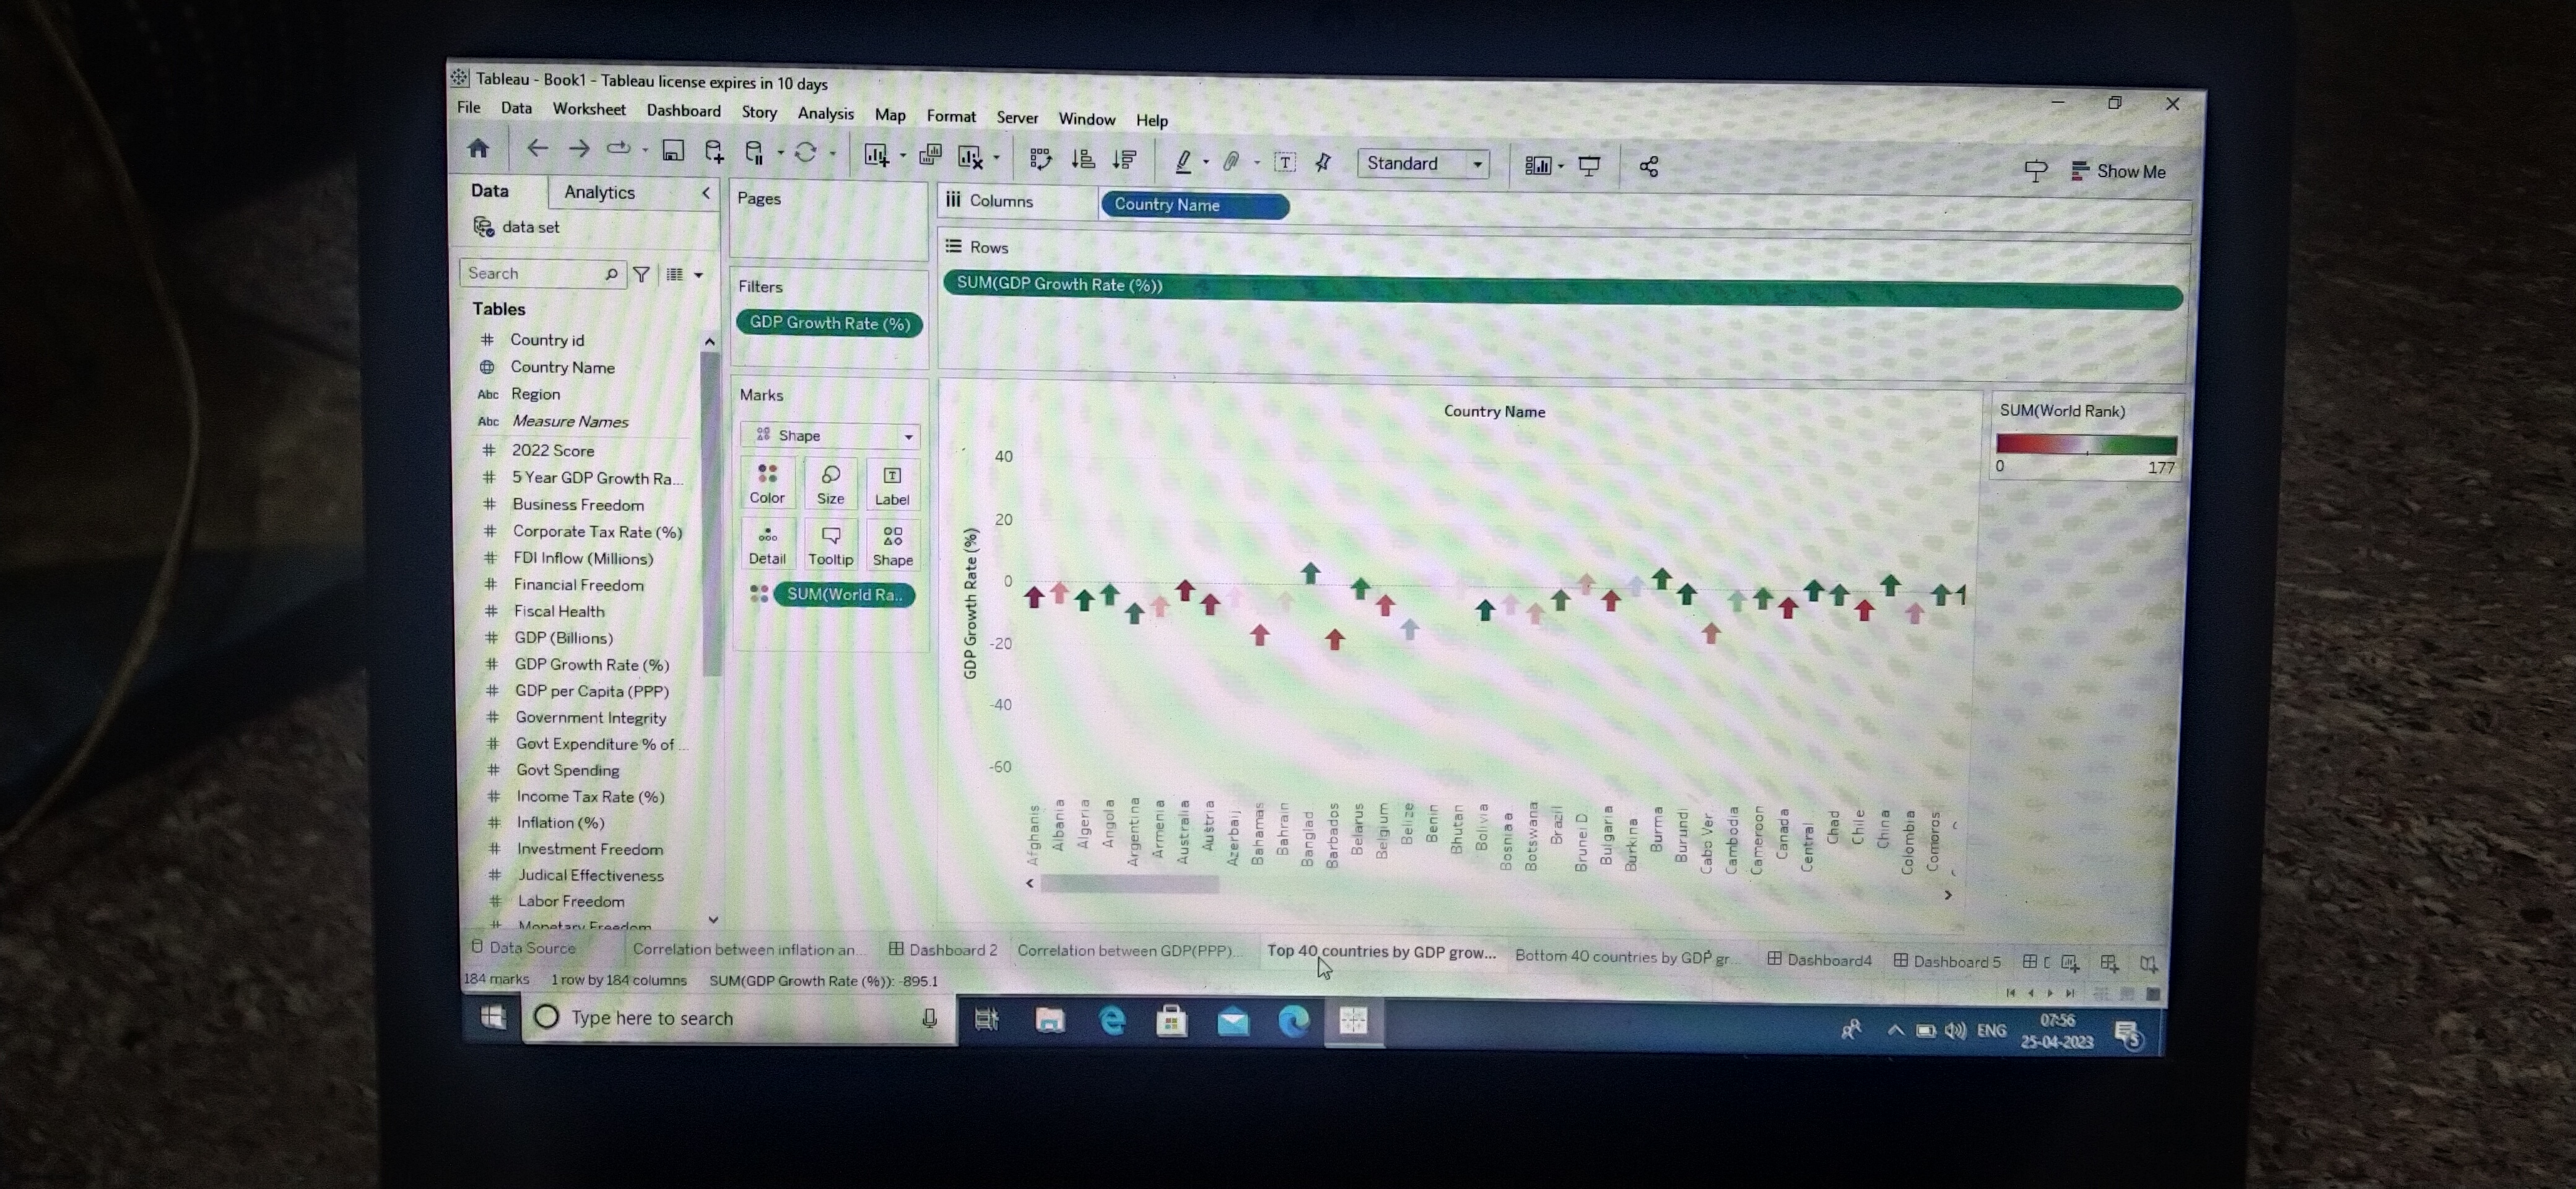 Tableau - Book1 - Tableau license expires in 10 days
File Data Worksheet Dashboard Story Analysis Map Format Server Window Help
Standard
Show Me
Data Analytics
data set
Search
Tables
Country id
Country Name
Abc Region
Abc Measure Names
2022 Score
5 Year GDP Growth Ra...
Business Freedom
Corporate Tax Rate (%)
FDI Inflow (Millions)
Financial Freedom
Fiscal Health
GDP (Billions)
GDP Growth Rate (%)
GDP per Capita (PPP)
Government Integrity
Govt Expenditure % of ...
Govt Spending
Income Tax Rate (%)
Inflation (%)
Investment Freedom
Judical Effectiveness
Labor Freedom
Monetary Freedom
Pages
Filters
GDP Growth Rate (%)
Marks
Shape
Color Size Label
Detail Tooltip Shape
SUM(World Ra..
Columns Country Name
Rows
SUM(GDP Growth Rate (%))
Country Name
GDP Growth Rate (%)
40
20
0
-20
-40
-60
Afghanis
Albania
Algeria
Angola
Argentina
Armenia
Australia
Austria
Azerbaij
Bahamas
Bahrain
Banglad
Barbados
Belarus
Belgium
Belize
Benin
Bhutan
Bolivia
Bosnia a
Botswana
Brazil
Brunei D
Bulgaria
Burkina
Burma
Burundi
Cabo Ver
Cambodia
Cameroon
Canada
Central
Chad
Chile
China
Colombia
Comoros
SUM(World Rank)
0 177
Data Source Correlation between inflation an... Dashboard 2 Correlation between GDP(PPP)... Top 40 countries by GDP grow... Bottom 40 countries by GDP gr... Dashboard4 Dashboard 5
184 marks 1 row by 184 columns SUM(GDP Growth Rate (%)): -895.1
Type here to search
ENG
07:56
25-04-2023
5